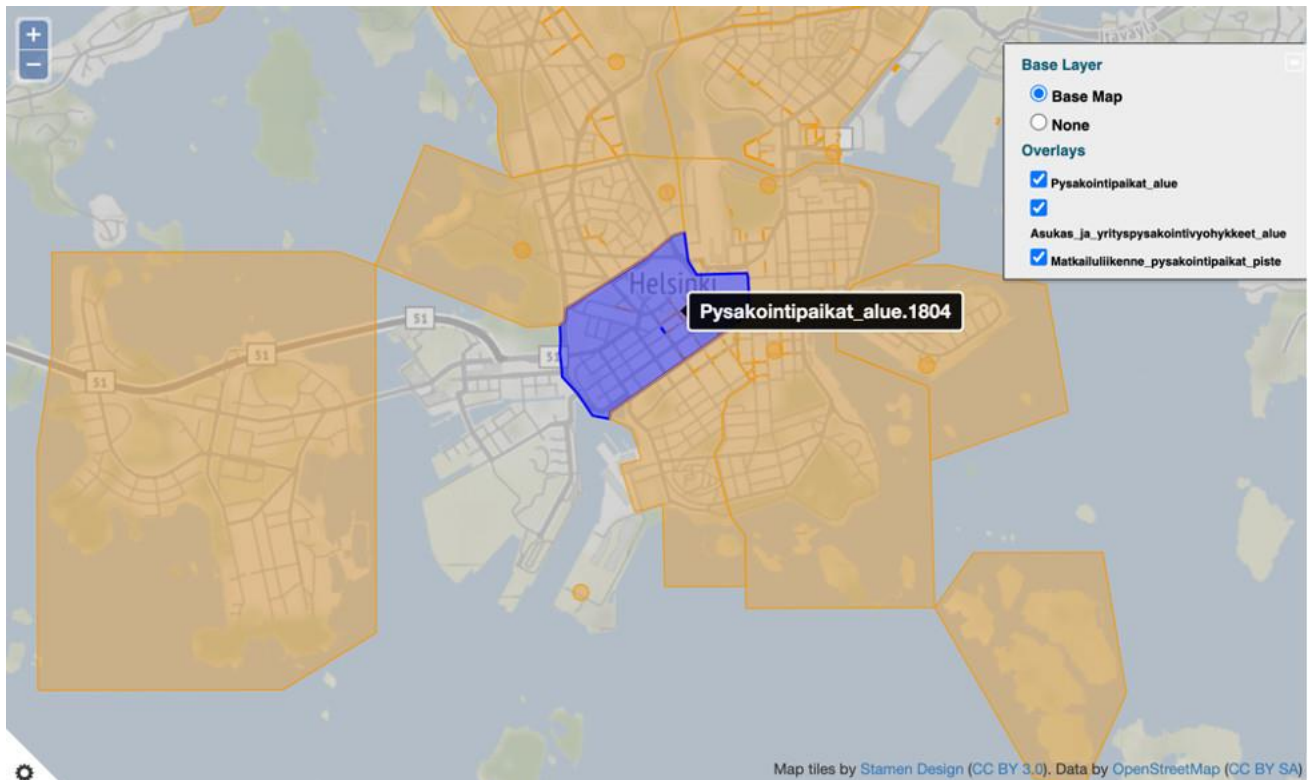 +
−
Base Layer
Base Map
None
Overlays
Pysakointipaikat_alue
Asukas_ja_yrityspysakointivyohykkeet_alue
Matkailuliikenne_pysakointipaikat_piste
Helsinki
Pysakointipaikat_alue.1804
51
51
51
51
Map tiles by Stamen Design (CC BY 3.0). Data by OpenStreetMap (CC BY SA)